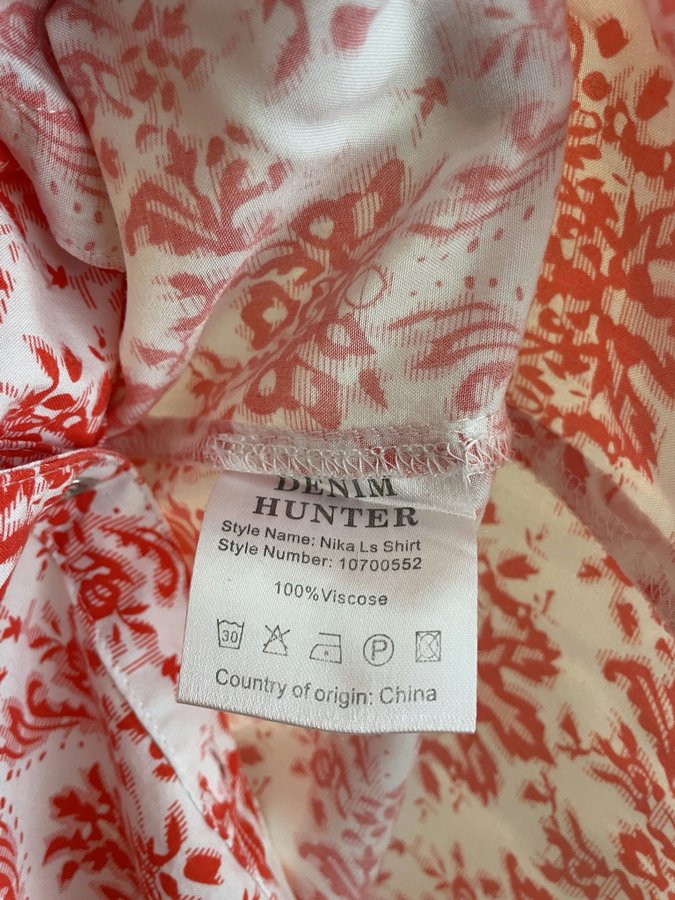 DENIM
HUNTER
Style Name: Nika Ls Shirt
Style Number: 10700552
100%Viscose
30 P
Country of origin: China